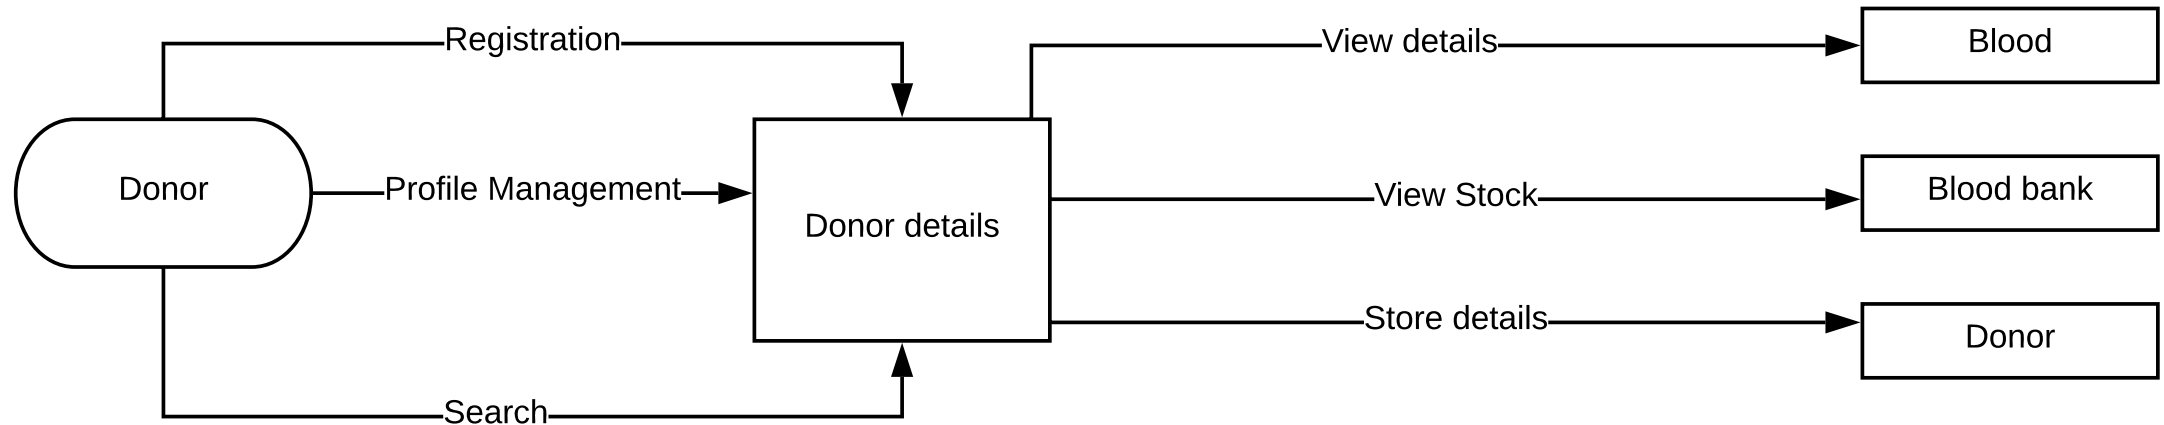 Registration
View details
Blood
Donor
Profile Management
Donor details
View Stock
Blood bank
Store details
Donor
Search